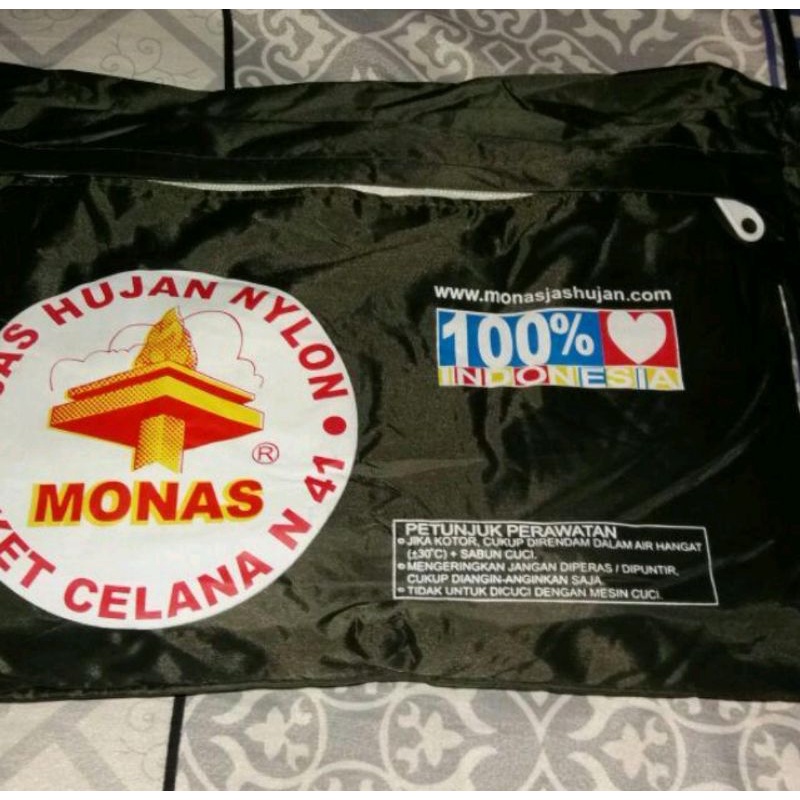 JAS HUJAN NYLON •
MONAS
®
KET CELANA N 41
www.monasjashujan.com
100%
INDONESIA
PETUNJUK PERAWATAN
JIKA KOTOR, CUKUP DIRENDAM DALAM AIR HANGAT
(±30°C) + SABUN CUCI.
MENGERINGKAN JANGAN DIPERAS / DIPUNTIR,
CUKUP DIANGIN-ANGINKAN SAJA.
TIDAK UNTUK DICUCI DENGAN MESIN CUCI.